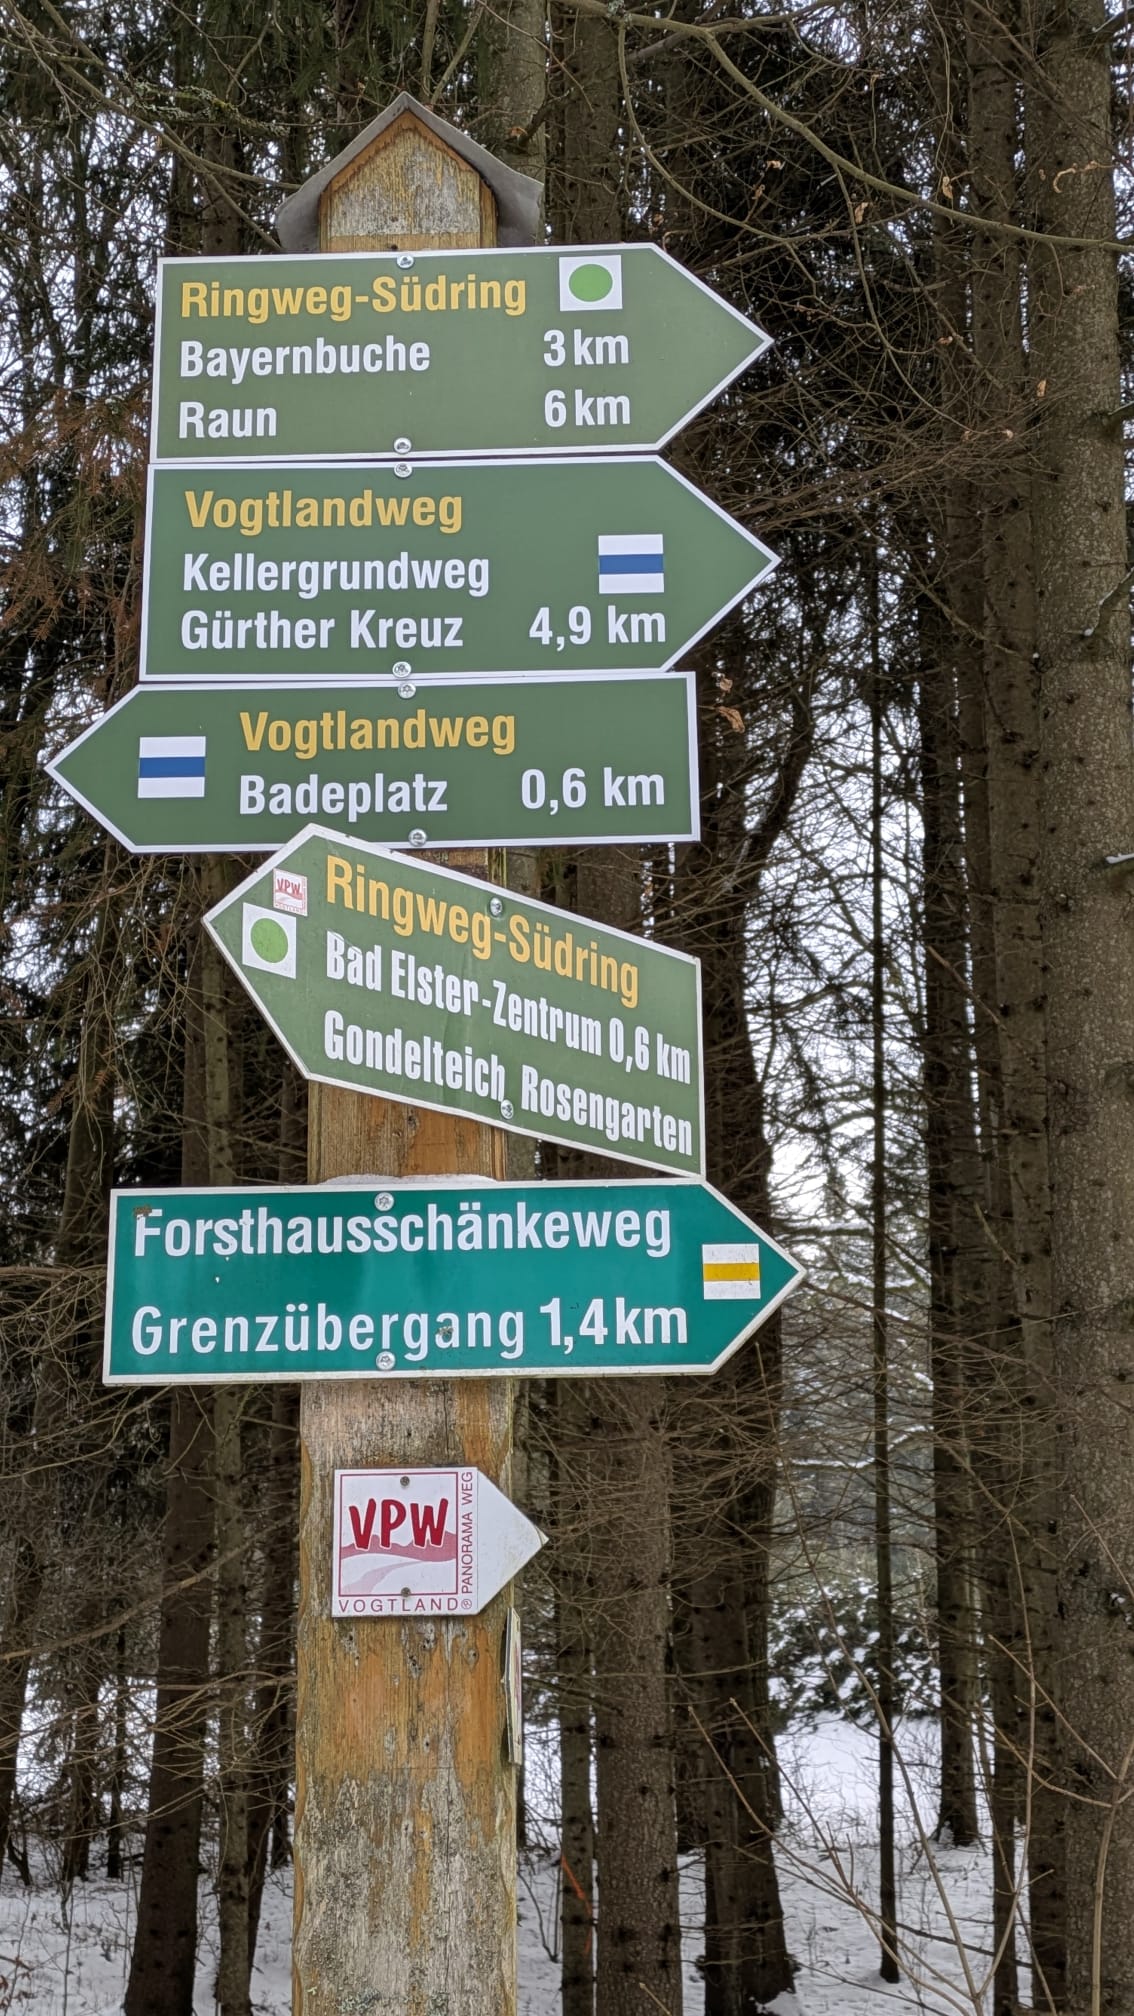 Ringweg-Südring
Bayernbuche 3 km
Raun 6 km
Vogtlandweg
Kellergrundweg
Gürther Kreuz 4,9 km
Vogtlandweg
Badeplatz 0,6 km
VPW
Ringweg-Südring
Bad Elster-Zentrum 0,6 km
Gondelteich, Rosengarten
Forsthausschänkeweg
Grenzübergang 1,4 km
VPW
PANORAMA WEG
VOGTLAND®